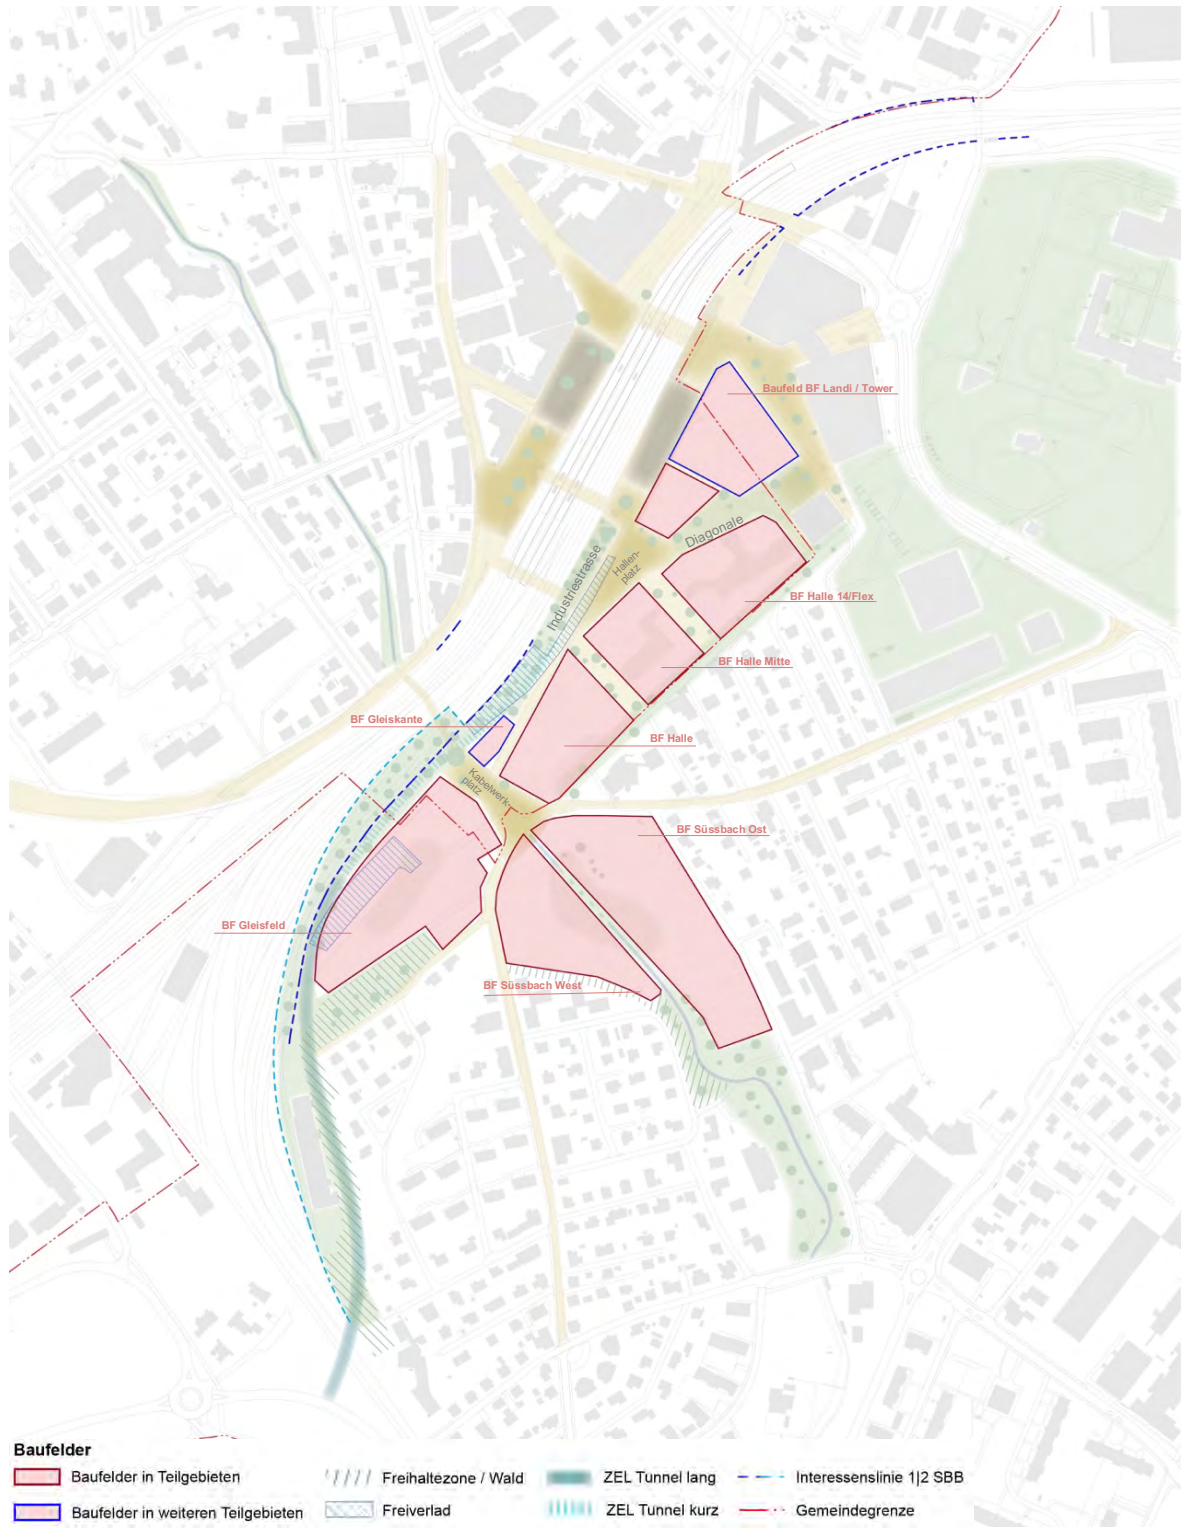 Baufeld BF Landi / Tower
Diagonale
Industriestrasse
Hallen-
platz
BF Halle 14/Flex
BF Halle Mitte
BF Gleiskante
BF Halle
Kabelwerk-
platz
BF Süssbach Ost
BF Gleisfeld
BF Süssbach West
Baufelder
Baufelder in Teilgebieten
Freihaltezone / Wald
ZEL Tunnel lang
Interessenslinie 1|2 SBB
Baufelder in weiteren Teilgebieten
Freiverlad
ZEL Tunnel kurz
Gemeindegrenze